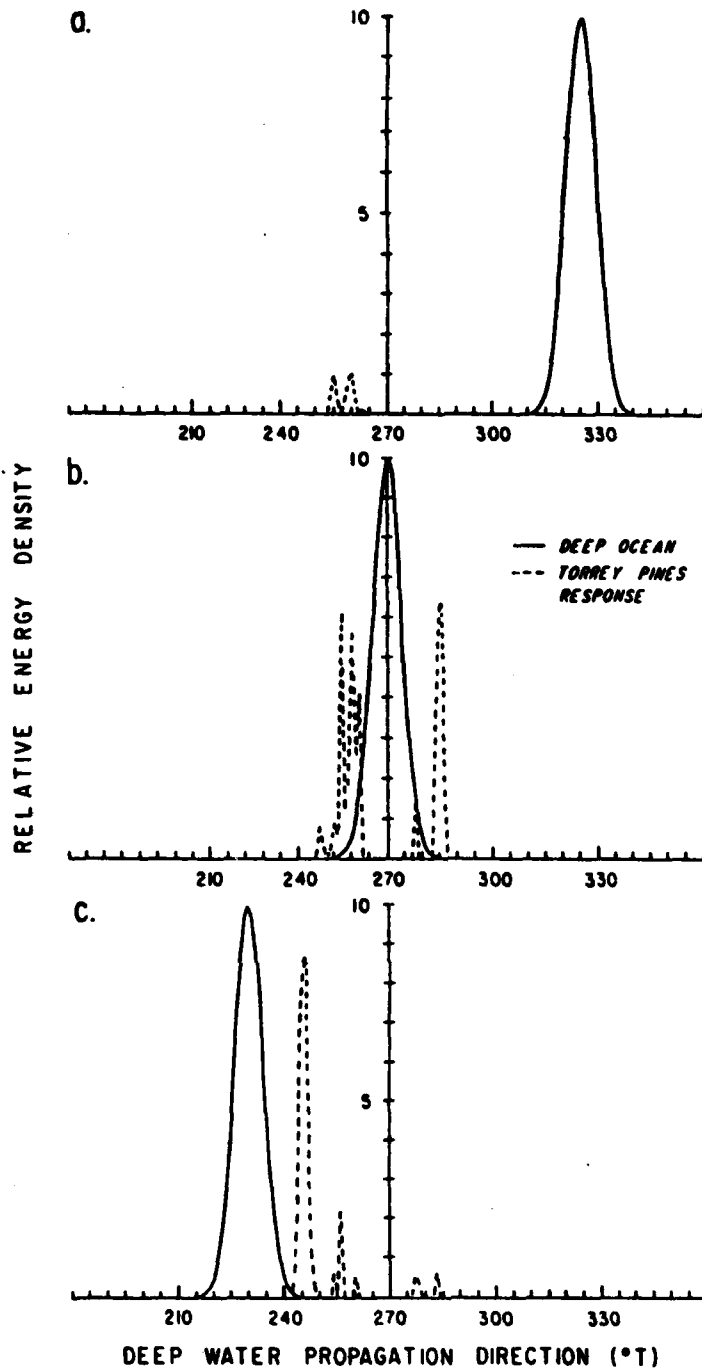 a.
10
5
210 240 270 300 330
b.
10
DEEP OCEAN
TORREY PINES
RESPONSE
210 240 270 300 330
c.
10
5
210 240 270 300 330
RELATIVE ENERGY DENSITY
DEEP WATER PROPAGATION DIRECTION (°T)